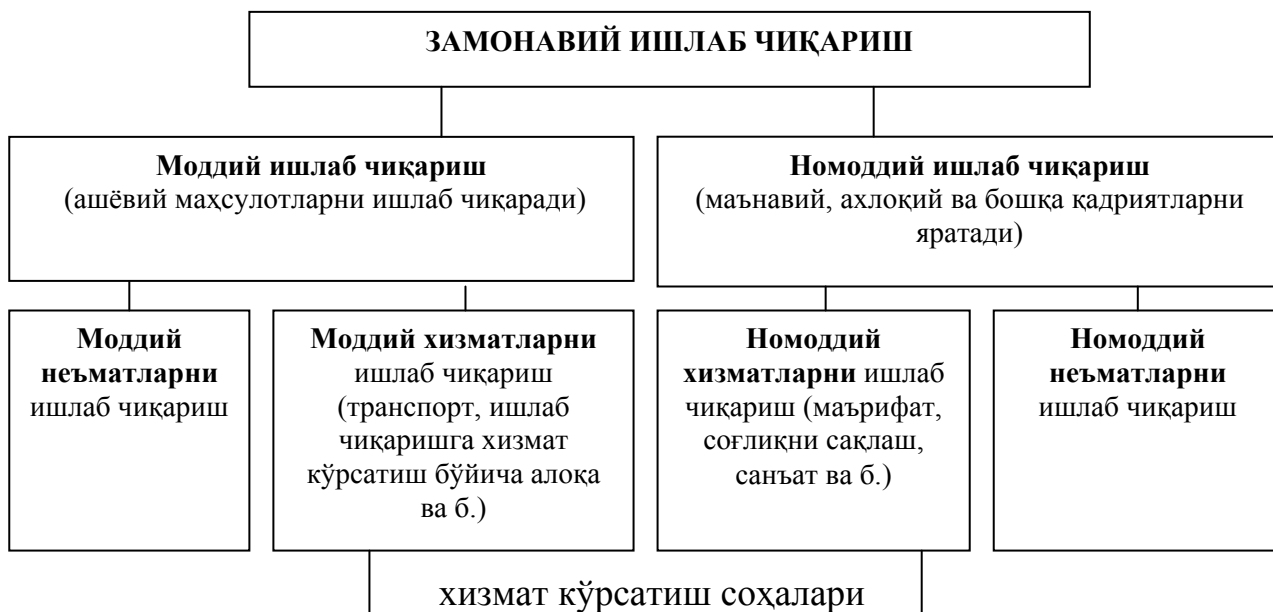 ЗАМОНАВИЙ ИШЛАБ ЧИҚАРИШ
Моддий ишлаб чиқариш
(ашёвий маҳсулотларни ишлаб чиқаради)
Номоддий ишлаб чиқариш
(маънавий, ахлоқий ва бошқа қадриятларни
яратади)
Моддий
неъматларни
ишлаб чиқариш
Моддий хизматларни
ишлаб чиқариш
(транспорт, ишлаб
чиқаришга хизмат
кўрсатиш бўйича алоқа
ва б.)
Номоддий
хизматларни ишлаб
чиқариш (маърифат,
соғлиқни сақлаш,
санъат ва б.)
Номоддий
неъматларни
ишлаб чиқариш
хизмат кўрсатиш соҳалари